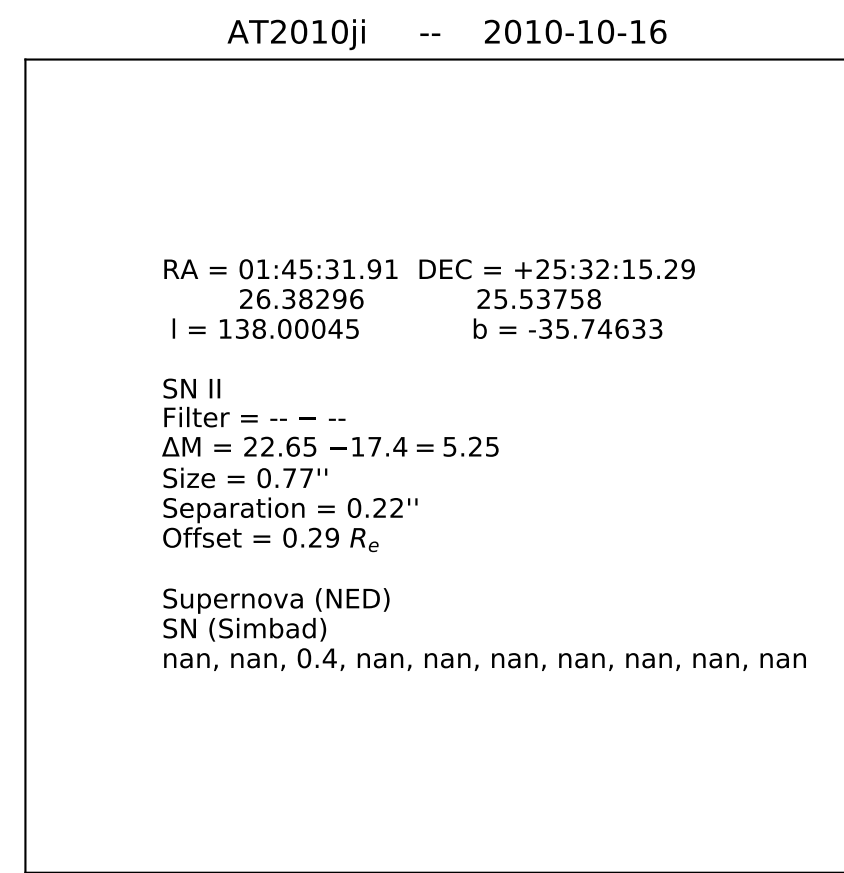 AT2010ji -- 2010-10-16
RA = 01:45:31.91 DEC = +25:32:15.29
26.38296 25.53758
l = 138.00045 b = -35.74633
SN II
Filter = -- − --
ΔM = 22.65 −17.4 = 5.25
Size = 0.77''
Separation = 0.22''
Offset = 0.29 Re
Supernova (NED)
SN (Simbad)
nan, nan, 0.4, nan, nan, nan, nan, nan, nan, nan